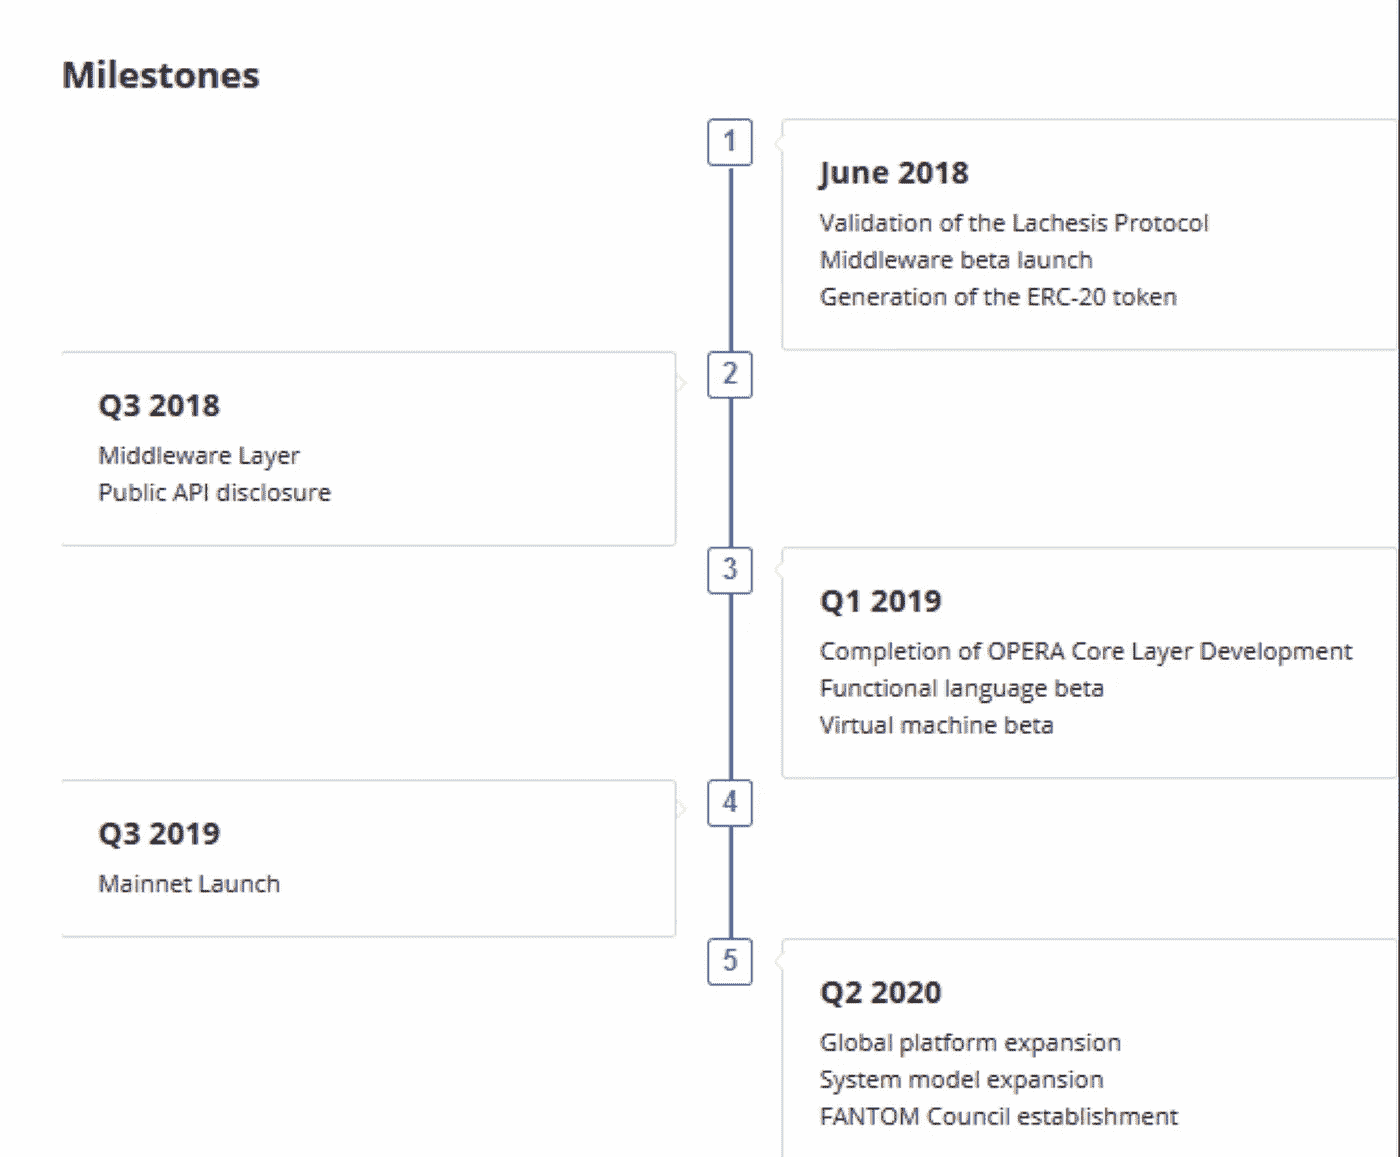 Milestones
1
June 2018
Validation of the Lachesis Protocol
Middleware beta launch
Generation of the ERC-20 token
2
Q3 2018
Middleware Layer
Public API disclosure
3
Q1 2019
Completion of OPERA Core Layer Development
Functional language beta
Virtual machine beta
4
Q3 2019
Mainnet Launch
5
Q2 2020
Global platform expansion
System model expansion
FANTOM Council establishment